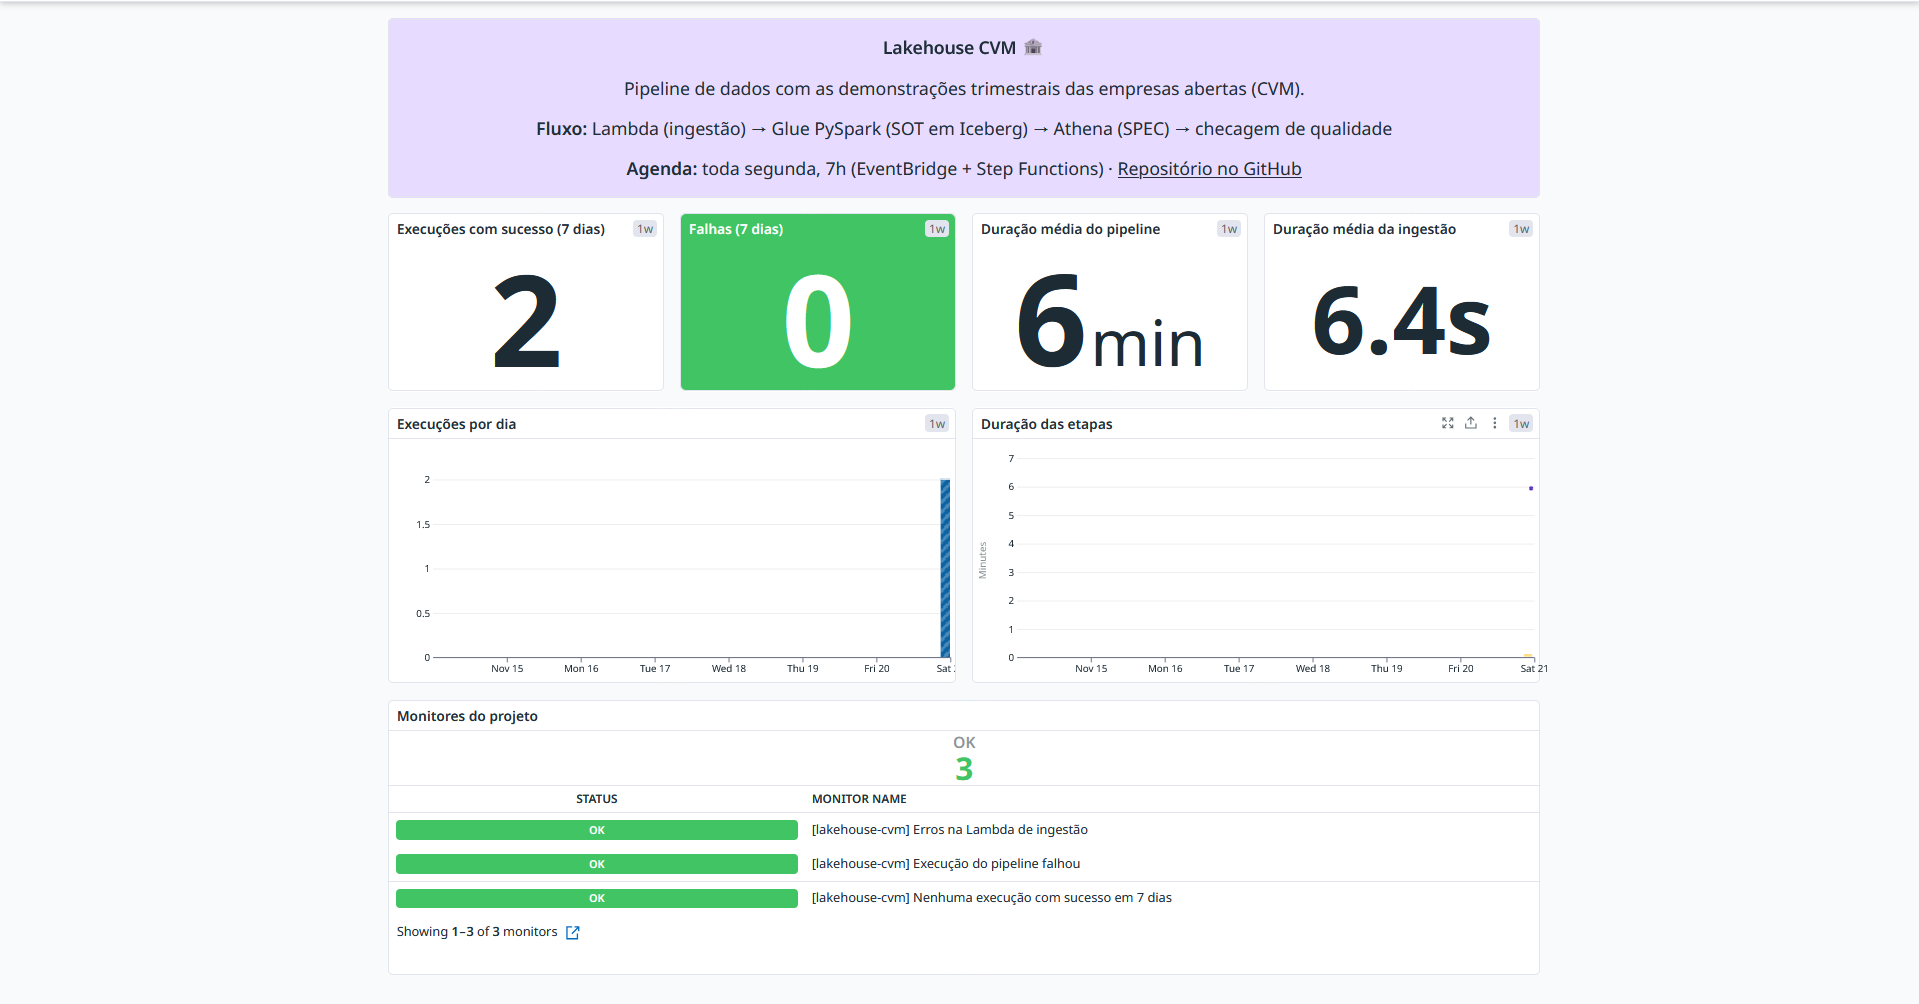 Lakehouse CVM
Pipeline de dados com as demonstrações trimestrais das empresas abertas (CVM).
Fluxo: Lambda (ingestão) → Glue PySpark (SOT em Iceberg) → Athena (SPEC) → checagem de qualidade
Agenda: toda segunda, 7h (EventBridge + Step Functions) · Repositório no GitHub
Execuções com sucesso (7 dias) 1w
2
Falhas (7 dias) 1w
0
Duração média do pipeline 1w
6 min
Duração média da ingestão 1w
6.4s
Execuções por dia 1w
2
1.5
1
0.5
0
Nov 15 Mon 16 Tue 17 Wed 18 Thu 19 Fri 20 Sat
Duração das etapas 1w
Minutes
7
6
5
4
3
2
1
0
Nov 15 Mon 16 Tue 17 Wed 18 Thu 19 Fri 20 Sat 21
Monitores do projeto
OK
3
STATUS MONITOR NAME
OK [lakehouse-cvm] Erros na Lambda de ingestão
OK [lakehouse-cvm] Execução do pipeline falhou
OK [lakehouse-cvm] Nenhuma execução com sucesso em 7 dias
Showing 1–3 of 3 monitors